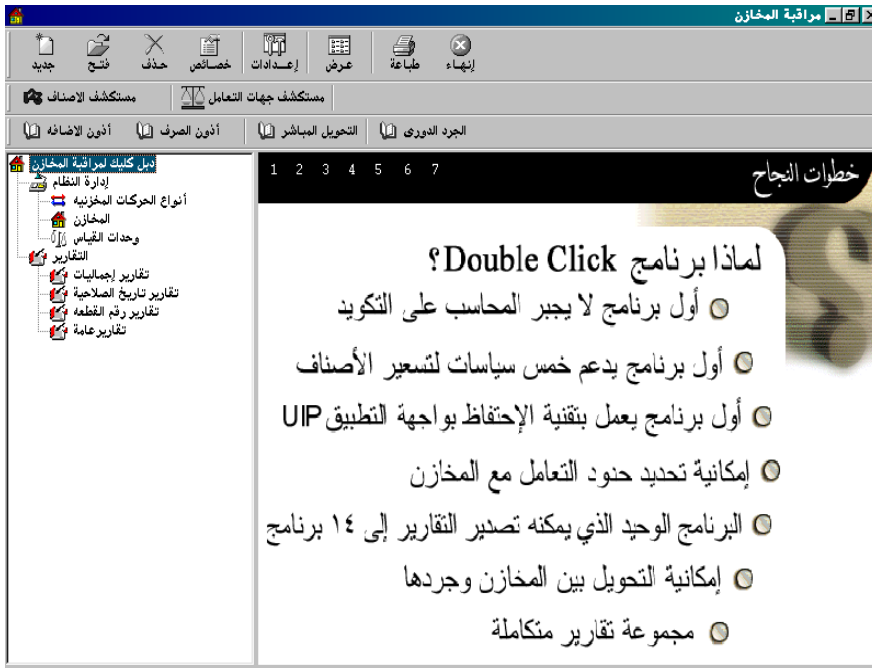 مراقبة المخازن
جديد فتح حذف خصائص إعدادات عرض طباعة إنهاء
مستكشف الاصناف مستكشف جهات التعامل
أذون الاضافه أذون الصرف التحويل المباشر الجرد الدورى
دبل كليك لمراقبة المخازن
إدارة النظام
أنواع الحركات المخزنيه
المخازن
وحدات القياس
التقارير
تقارير إجماليات
تقارير تاريخ الصلاحية
تقارير رقم القطعه
تقارير عامة
خطوات النجاح
1 2 3 4 5 6 7
لماذا برنامج Double Click؟
أول برنامج لا يجبر المحاسب على التكويد
أول برنامج يدعم خمس سياسات لتسعير الأصناف
أول برنامج يعمل بتقنية الإحتفاظ بواجهة التطبيق UIP
إمكانية تحديد حدود التعامل مع المخازن
البرنامج الوحيد الذي يمكنه تصدير التقارير إلى ١٤ برنامج
إمكانية التحويل بين المخازن وجردها
مجموعة تقارير متكاملة